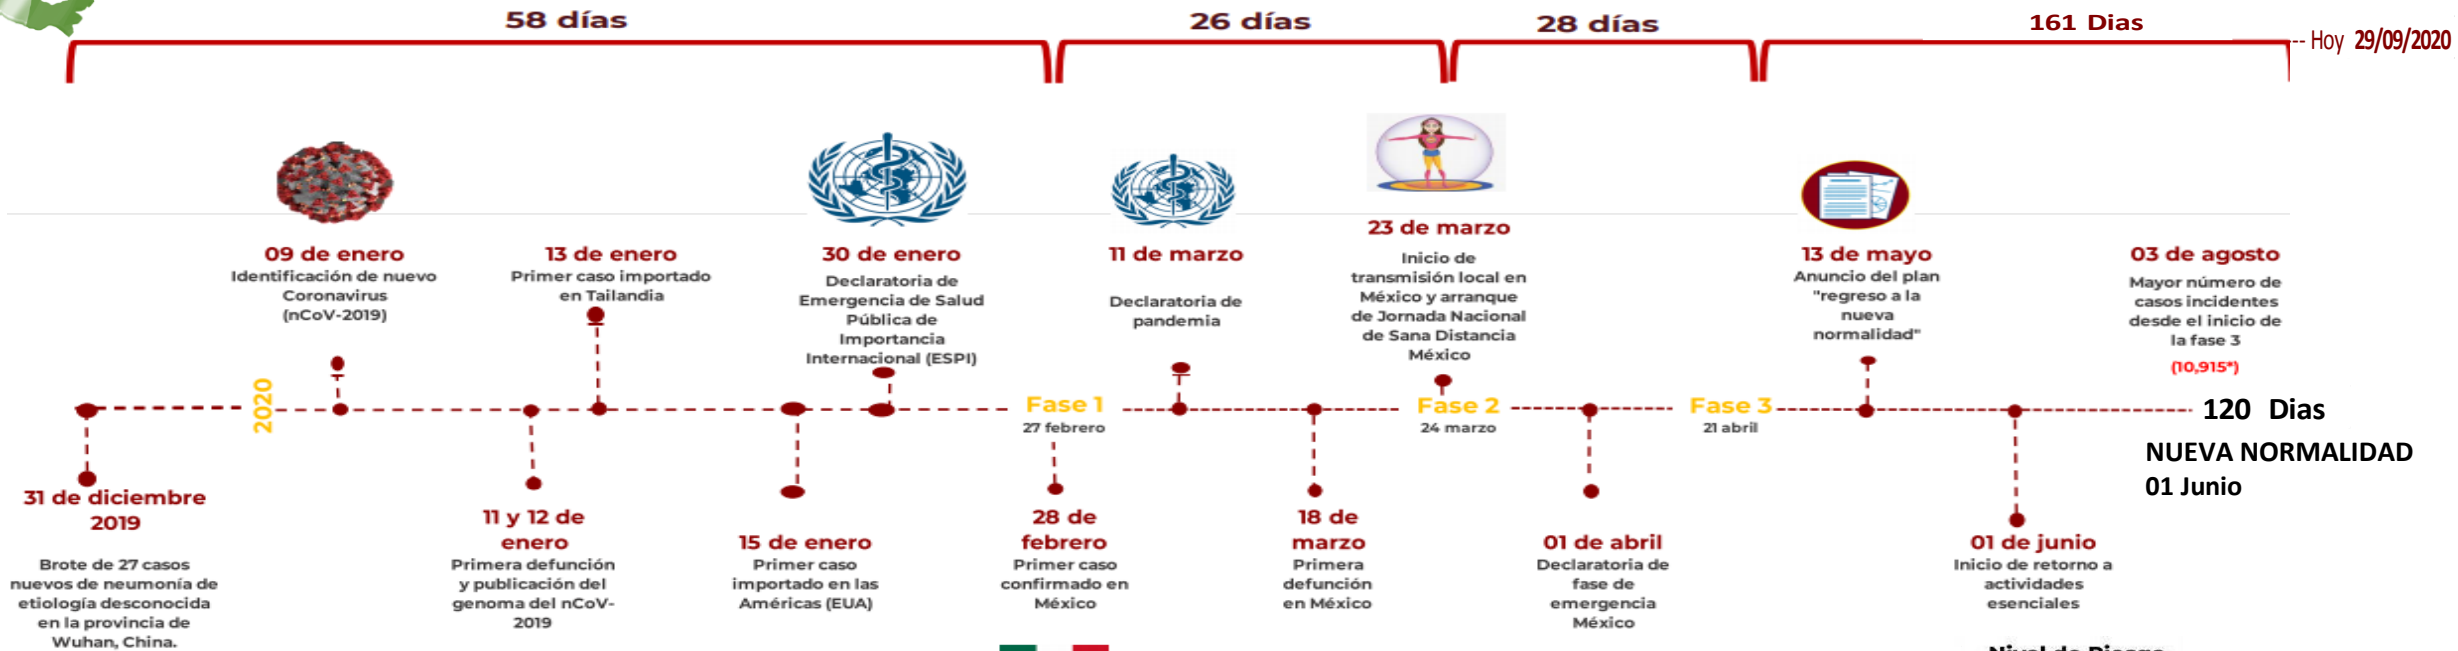 58 días
26 días
28 días
161 Dias
-- Hoy 29/09/2020
09 de enero
Identificación de nuevo
Coronavirus
(nCoV-2019)
13 de enero
Primer caso importado
en Tailandia
30 de enero
Declaratoria de
Emergencia de Salud
Pública de
Importancia
Internacional (ESPI)
11 de marzo
Declaratoria de
pandemia
23 de marzo
Inicio de
transmisión local en
México y arranque
de Jornada Nacional
de Sana Distancia
México
13 de mayo
Anuncio del plan
"regreso a la
nueva
normalidad"
03 de agosto
Mayor número de
casos incidentes
desde el inicio de
la fase 3
(10,915*)
2020
Fase 1
27 febrero
Fase 2
24 marzo
Fase 3
21 abril
120 Dias
NUEVA NORMALIDAD
01 Junio
31 de diciembre
2019
Brote de 27 casos
nuevos de neumonía de
etiología desconocida
en la provincia de
Wuhan, China.
11 y 12 de
enero
Primera defunción
y publicación del
genoma del nCoV-
2019
15 de enero
Primer caso
importado en las
Américas (EUA)
28 de
febrero
Primer caso
confirmado en
México
18 de
marzo
Primera
defunción
en México
01 de abril
Declaratoria de
fase de
emergencia
México
01 de junio
Inicio de retorno a
actividades
esenciales
Nivel de Riesgo